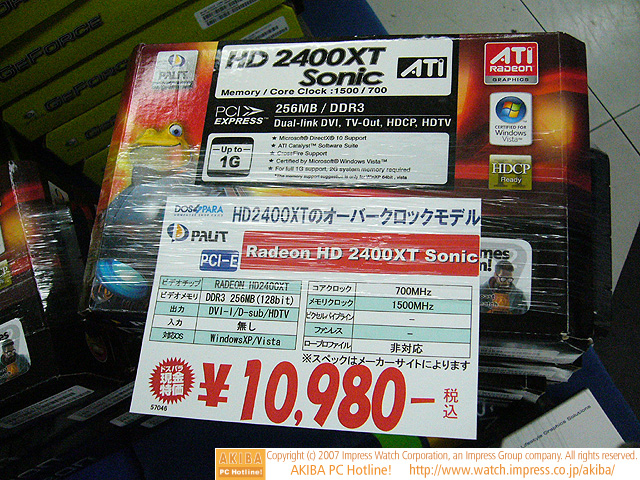 GEFORCE
PALIT
HD 2400XT
Sonic
Memory / Core Clock :1500 / 700
ATi
ATI
RADEON
GRAPHICS
PCI
EXPRESS
256MB / DDR3
Dual-link DVI, TV-Out, HDCP, HDTV
Up to
1G
★ Microsoft® DirectX® 10 Support
★ ATI Catalyst™ Software Suite
★ CrossFire Support
★ Certified by Microsoft® Windows Vista™
★ For full 1G support, 2G system memory required
CERTIFIED FOR
Windows
Vista™
HDCP
Ready
DOS/PARA
HD2400XTのオーバークロックモデル
PALIT
PCI-E
Radeon HD 2400XT Sonic
ビデオチップ RADEON HD2400XT
ビデオメモリ DDR3 256MB(128bit)
出力 DVI-I/D-sub/HDTV
入力 無し
対応OS WindowsXP/Vista
コアクロック 700MHz
メモリクロック 1500MHz
ピクセルパイプライン －
ファンレス －
ロープロファイル 非対応
※スペックはメーカーサイトによります
ドスパラ
現金
特価
¥10,980-
税込
57046
Lifestyle Graphics Solutions
AKIBA
PC Hotline!
Copyright (c) 2007 Impress Watch Corporation, an Impress Group company. All rights reserved.
AKIBA PC Hotline! http://www.watch.impress.co.jp/akiba/